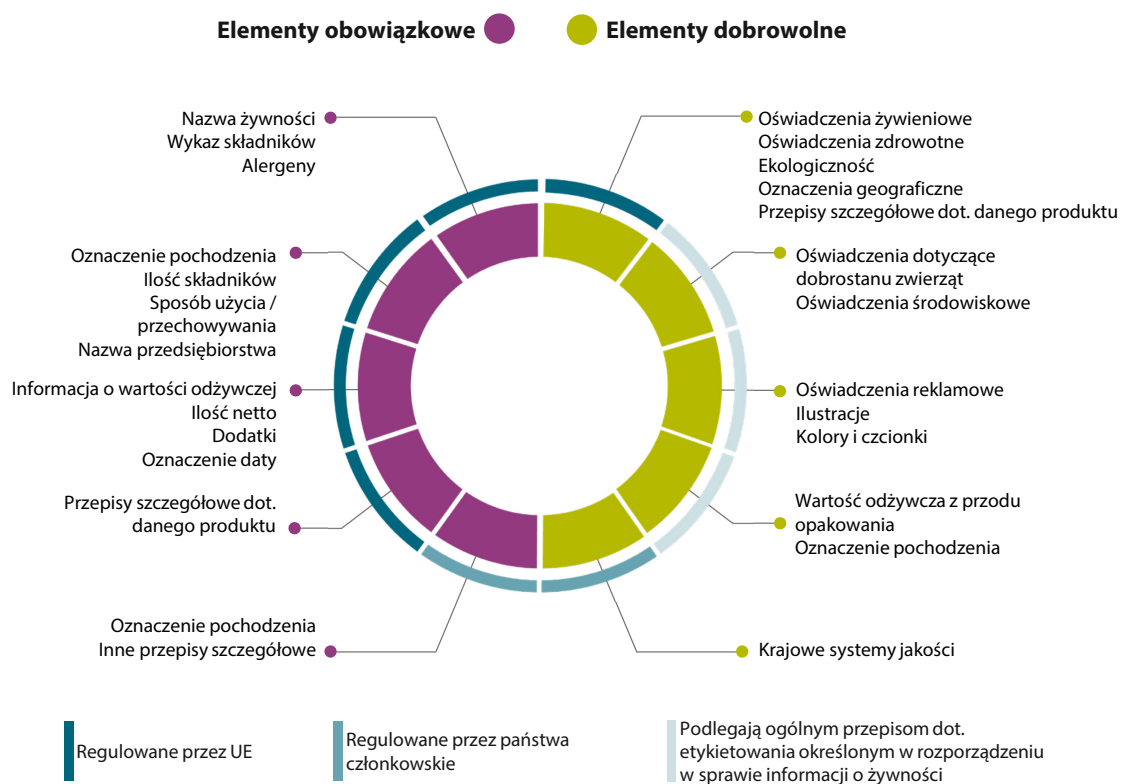 Elementy obowiązkowe
Elementy dobrowolne
Nazwa żywności
Wykaz składników
Alergeny
Oznaczenie pochodzenia
Ilość składników
Sposób użycia /
przechowywania
Nazwa przedsiębiorstwa
Informacja o wartości odżywczej
Ilość netto
Dodatki
Oznaczenie daty
Przepisy szczegółowe dot.
danego produktu
Oznaczenie pochodzenia
Inne przepisy szczegółowe
Oświadczenia żywieniowe
Oświadczenia zdrowotne
Ekologiczność
Oznaczenia geograficzne
Przepisy szczegółowe dot. danego produktu
Oświadczenia dotyczące
dobrostanu zwierząt
Oświadczenia środowiskowe
Oświadczenia reklamowe
Ilustracje
Kolory i czcionki
Wartość odżywcza z przodu
opakowania
Oznaczenie pochodzenia
Krajowe systemy jakości
Regulowane przez UE
Regulowane przez państwa
członkowskie
Podlegają ogólnym przepisom dot.
etykietowania określonym w rozporządzeniu
w sprawie informacji o żywności